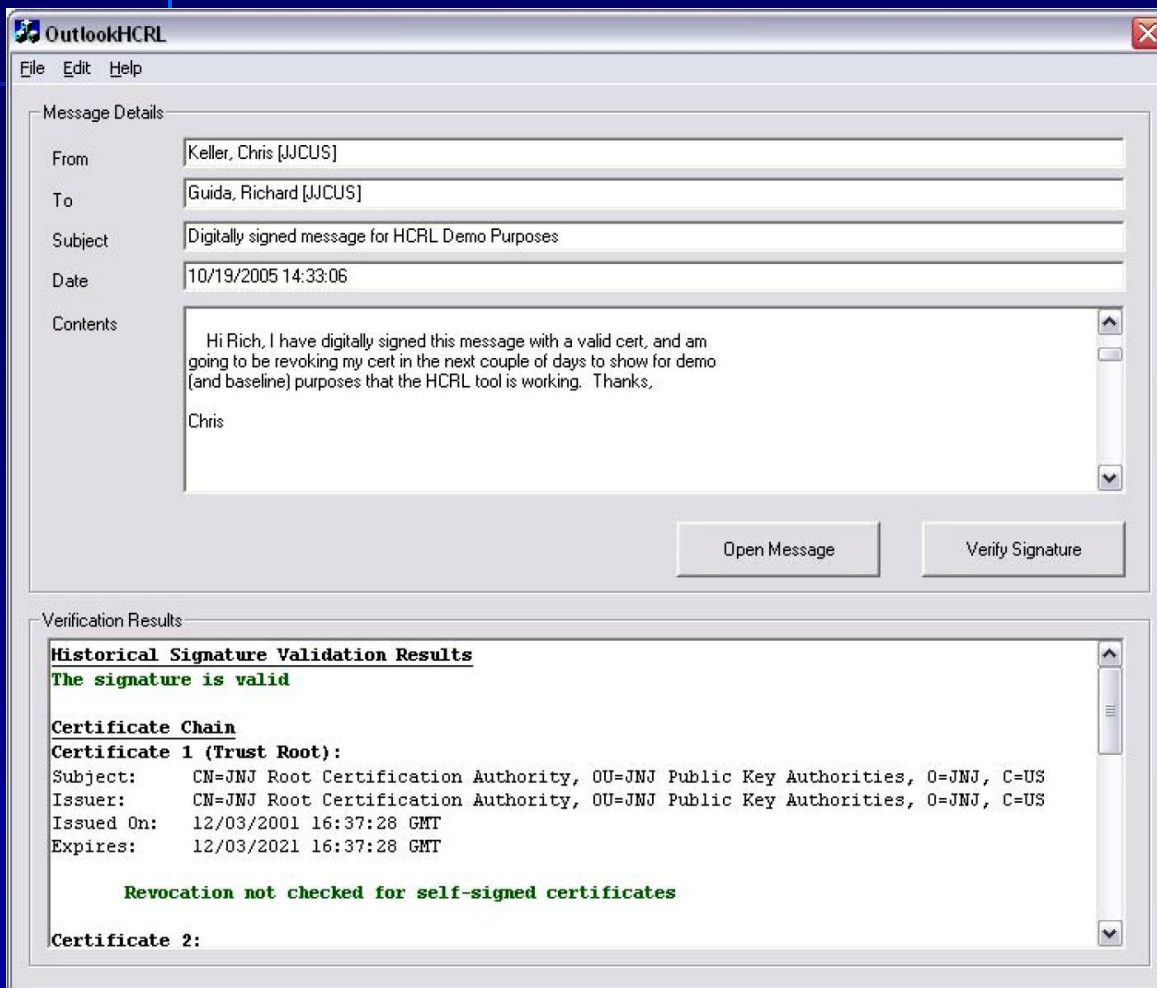 OutlookHCRL
File Edit Help
Message Details
From Keller, Chris [JJCUS]
To Guida, Richard [JJCUS]
Subject Digitally signed message for HCRL Demo Purposes
Date 10/19/2005 14:33:06
Contents
Hi Rich, I have digitally signed this message with a valid cert, and am
going to be revoking my cert in the next couple of days to show for demo
(and baseline) purposes that the HCRL tool is working. Thanks,
Chris
Open Message Verify Signature
Verification Results
Historical Signature Validation Results
The signature is valid
Certificate Chain
Certificate 1 (Trust Root):
Subject: CN=JNJ Root Certification Authority, OU=JNJ Public Key Authorities, O=JNJ, C=US
Issuer: CN=JNJ Root Certification Authority, OU=JNJ Public Key Authorities, O=JNJ, C=US
Issued On: 12/03/2001 16:37:28 GMT
Expires: 12/03/2021 16:37:28 GMT
Revocation not checked for self-signed certificates
Certificate 2: